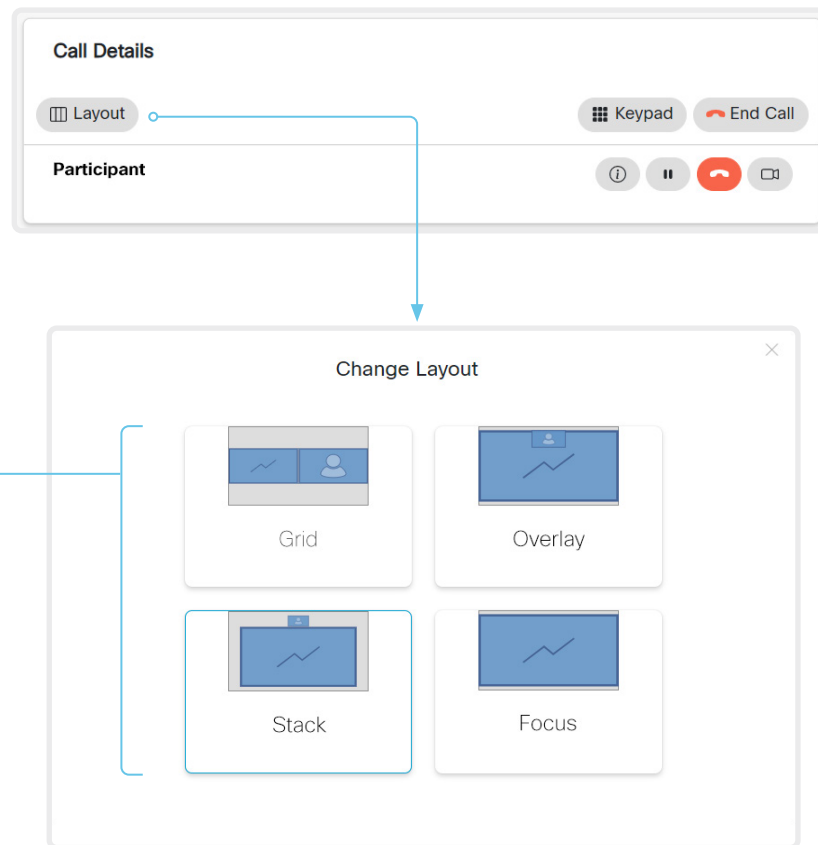 Call Details
Layout
Keypad
End Call
Participant
Change Layout
Grid
Overlay
Stack
Focus